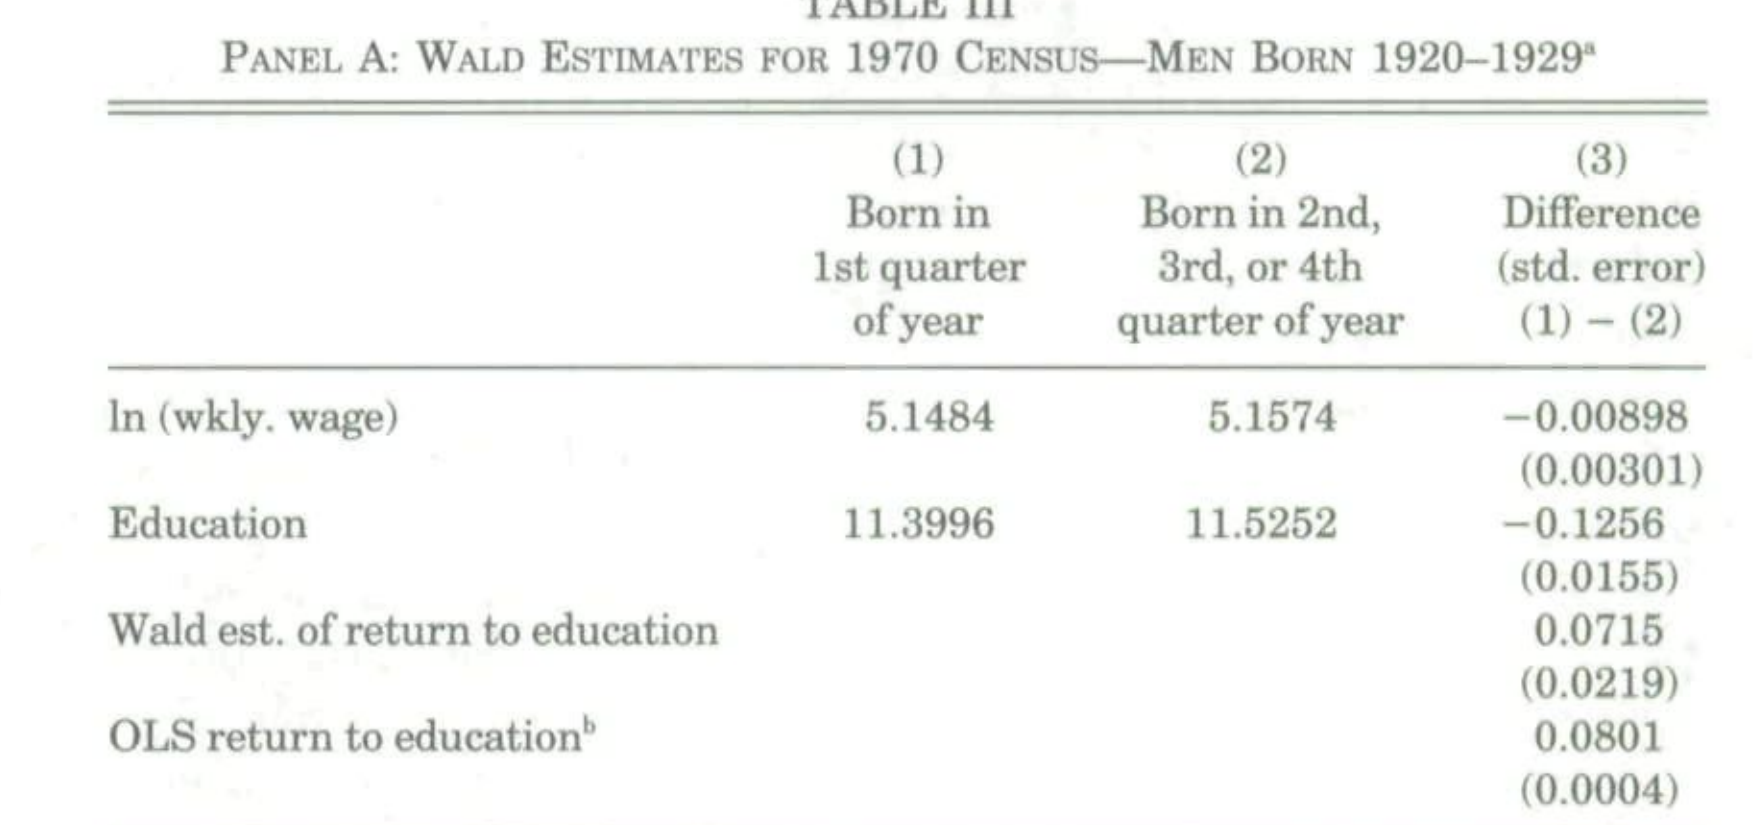 TABLE III
PANEL A: WALD ESTIMATES FOR 1970 CENSUS—MEN BORN 1920–1929ᵃ
(1) (2) (3)
Born in Born in 2nd, Difference
1st quarter 3rd, or 4th (std. error)
of year quarter of year (1) − (2)
ln (wkly. wage) 5.1484 5.1574 −0.00898
(0.00301)
Education 11.3996 11.5252 −0.1256
(0.0155)
Wald est. of return to education 0.0715
(0.0219)
OLS return to educationᵇ 0.0801
(0.0004)